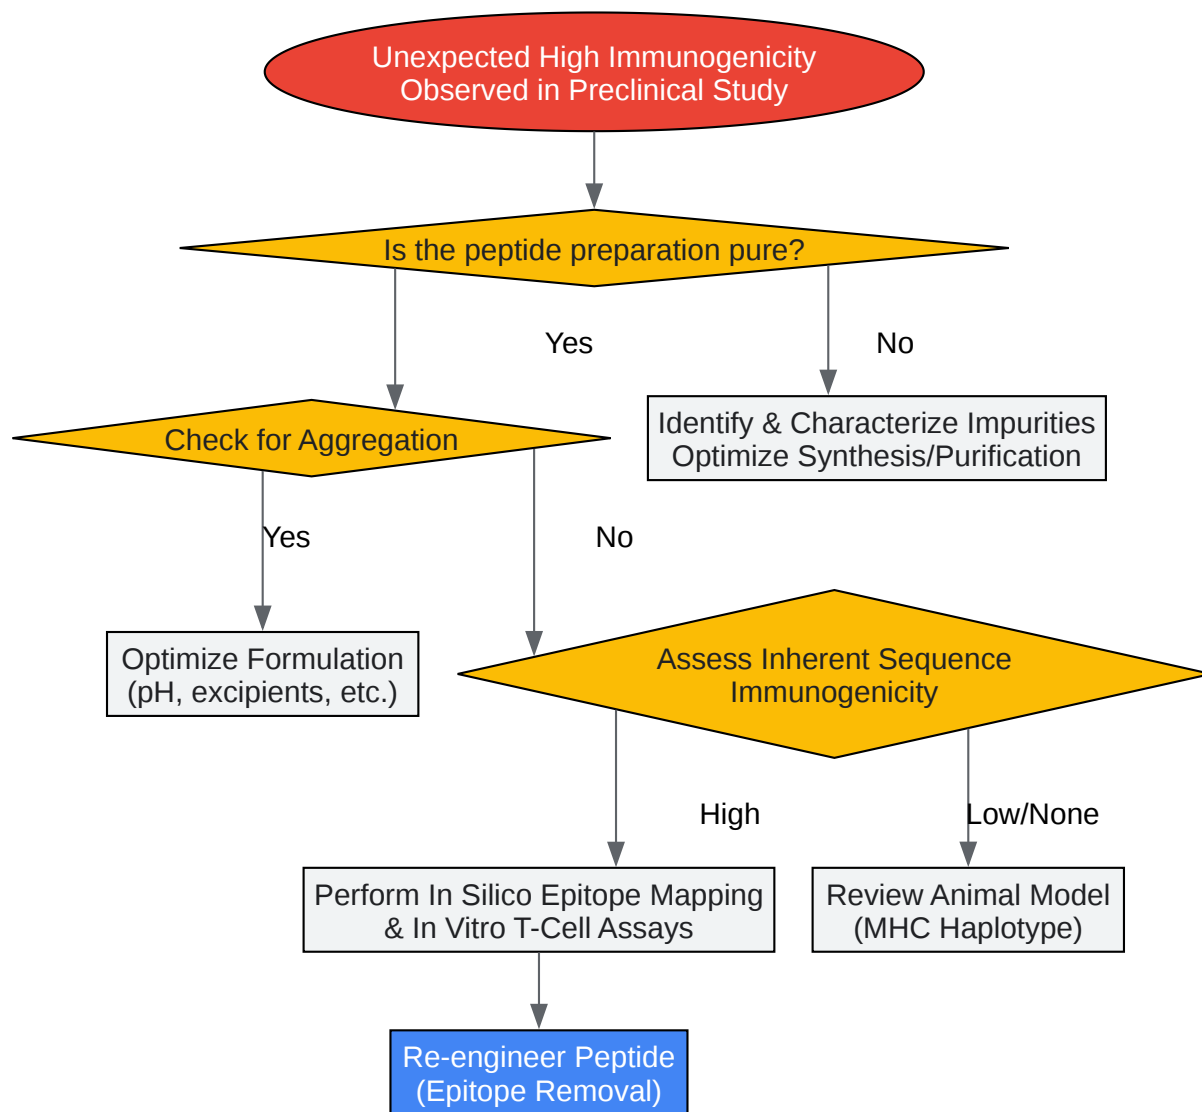 Unexpected High Immunogenicity
Observed in Preclinical Study
Is the peptide preparation pure?
Yes
No
Check for Aggregation
Identify & Characterize Impurities
Optimize Synthesis/Purification
Yes
No
Optimize Formulation
(pH, excipients, etc.)
Assess Inherent Sequence
Immunogenicity
High
Low/None
Perform In Silico Epitope Mapping
& In Vitro T-Cell Assays
Review Animal Model
(MHC Haplotype)
Re-engineer Peptide
(Epitope Removal)